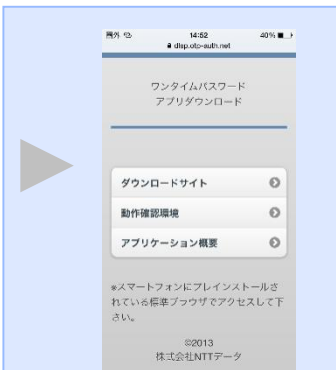 圏外
14:52
40%
disp.otp-auth.net
ワンタイムパスワード
アプリダウンロード
ダウンロードサイト
動作確認環境
アプリケーション概要
※スマートフォンにプレインストールさ
れている標準ブラウザでアクセスして下
さい。
©2013
株式会社NTTデータ